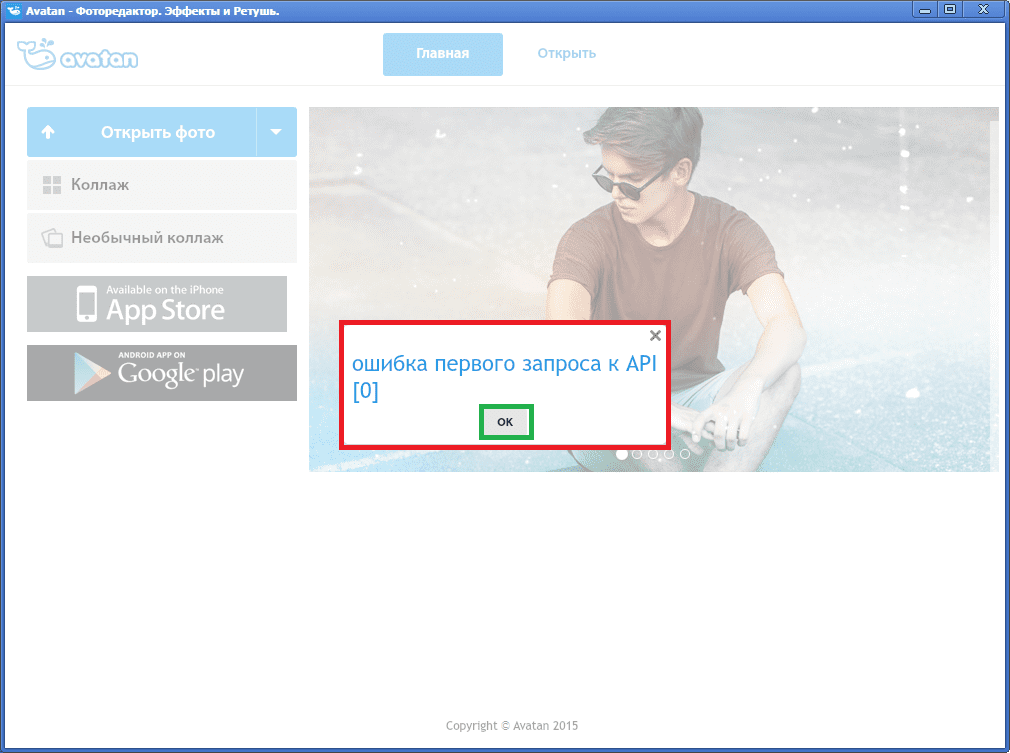 Avatan - Фоторедактор. Эффекты и Ретушь.
avatan
Главная
Открыть
Открыть фото
Коллаж
Необычный коллаж
Available on the iPhone
App Store
ANDROID APP ON
Google play
ошибка первого запроса к API
[0]
OK
Copyright © Avatan 2015